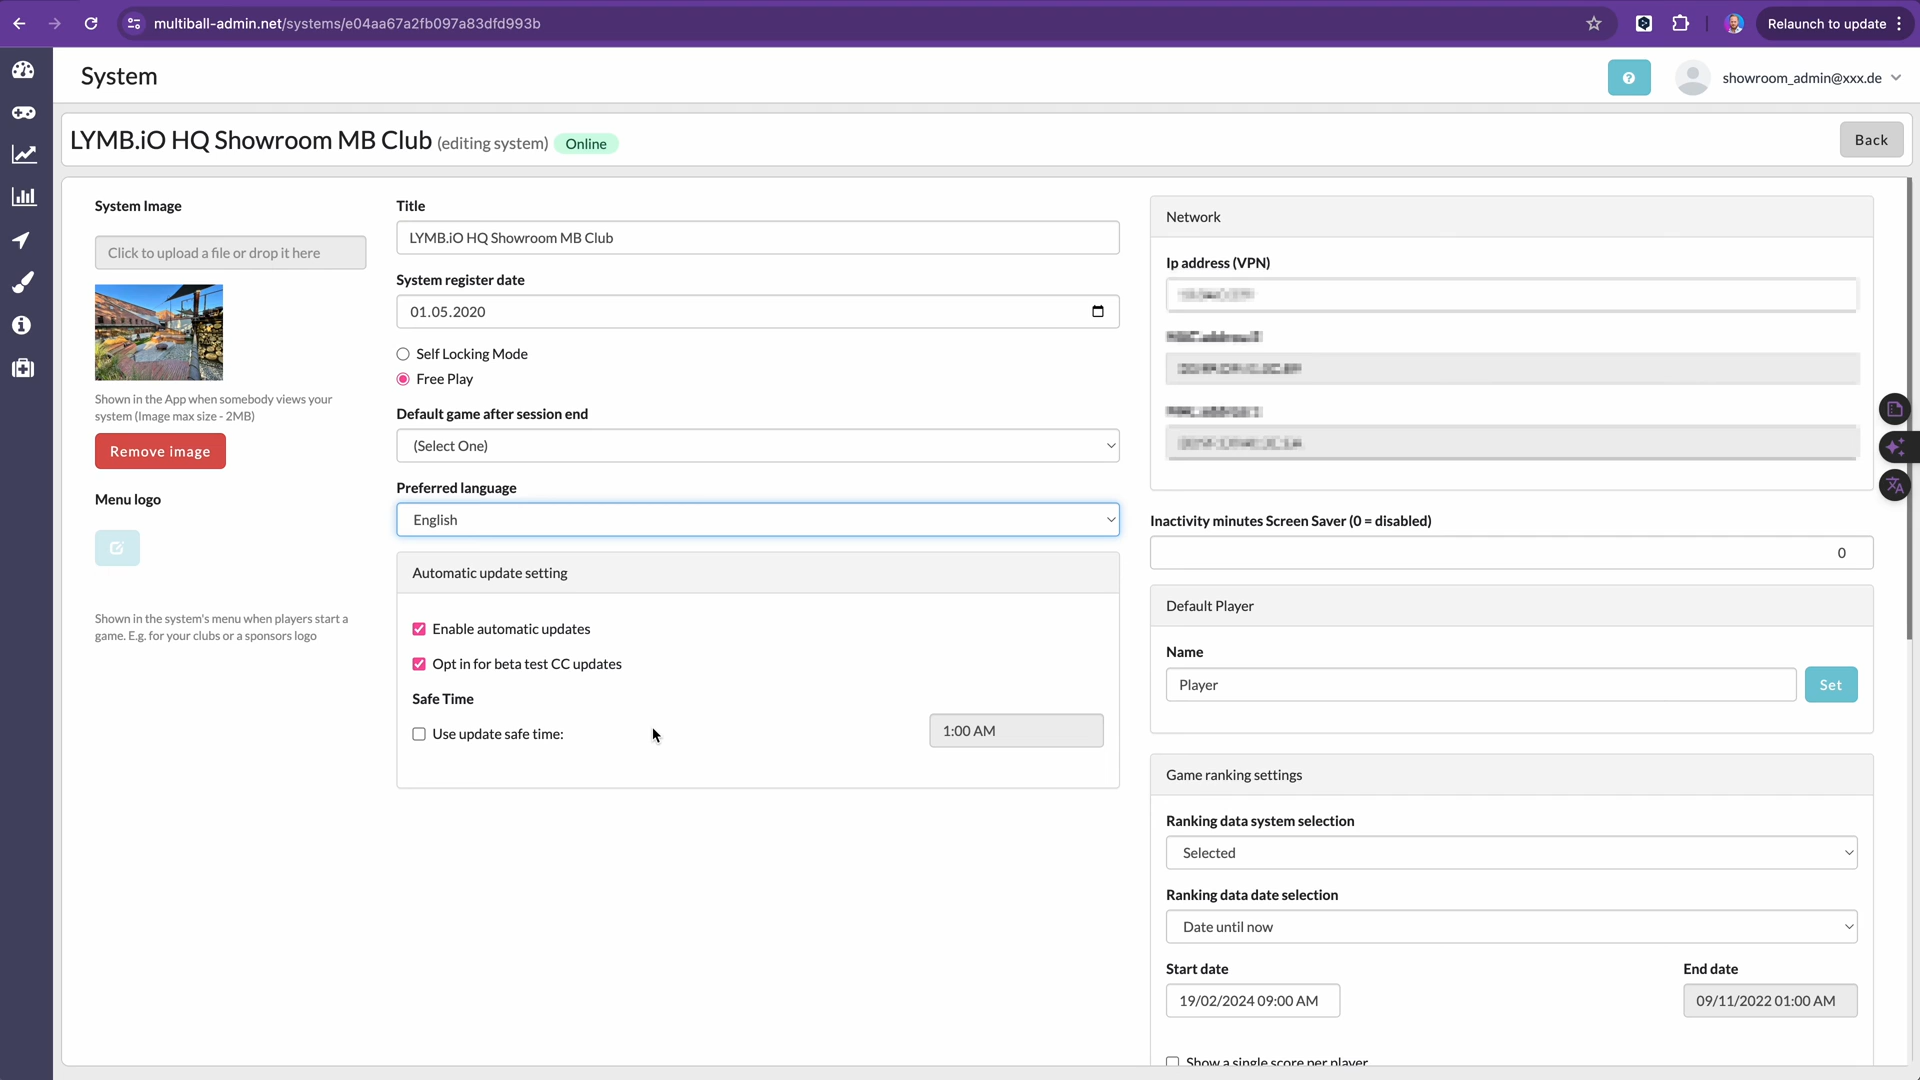 multiball-admin.net/systems/e04aa67a2fb097a83dfd993b
Relaunch to update
System
?
showroom_admin@xxx.de
LYMB.iO HQ Showroom MB Club (editing system) Online
Back
System Image
Click to upload a file or drop it here
Shown in the App when somebody views your
system (Image max size - 2MB)
Remove image
Menu logo
Shown in the system's menu when players start a
game. E.g. for your clubs or a sponsors logo
Title
LYMB.iO HQ Showroom MB Club
System register date
01.05.2020
Self Locking Mode
Free Play
Default game after session end
(Select One)
Preferred language
English
Automatic update setting
Enable automatic updates
Opt in for beta test CC updates
Safe Time
Use update safe time:
1:00 AM
Network
Ip address (VPN)
Inactivity minutes Screen Saver (0 = disabled)
0
Default Player
Name
Player
Set
Game ranking settings
Ranking data system selection
Selected
Ranking data date selection
Date until now
Start date
End date
19/02/2024 09:00 AM
09/11/2022 01:00 AM
Show a single score per player